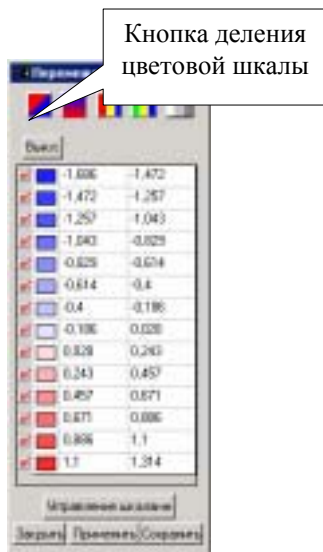 Кнопка деления
цветовой шкалы
Выкл
-1,686 -1,472
-1,472 -1,257
-1,257 -1,043
-1,043 -0,829
-0,829 -0,614
-0,614 -0,4
-0,4 -0,186
-0,186 0,028
0,028 0,243
0,243 0,457
0,457 0,671
0,671 0,886
0,886 1,1
1,1 1,314
Управление шкалами
Закрыть Применить Сохранить